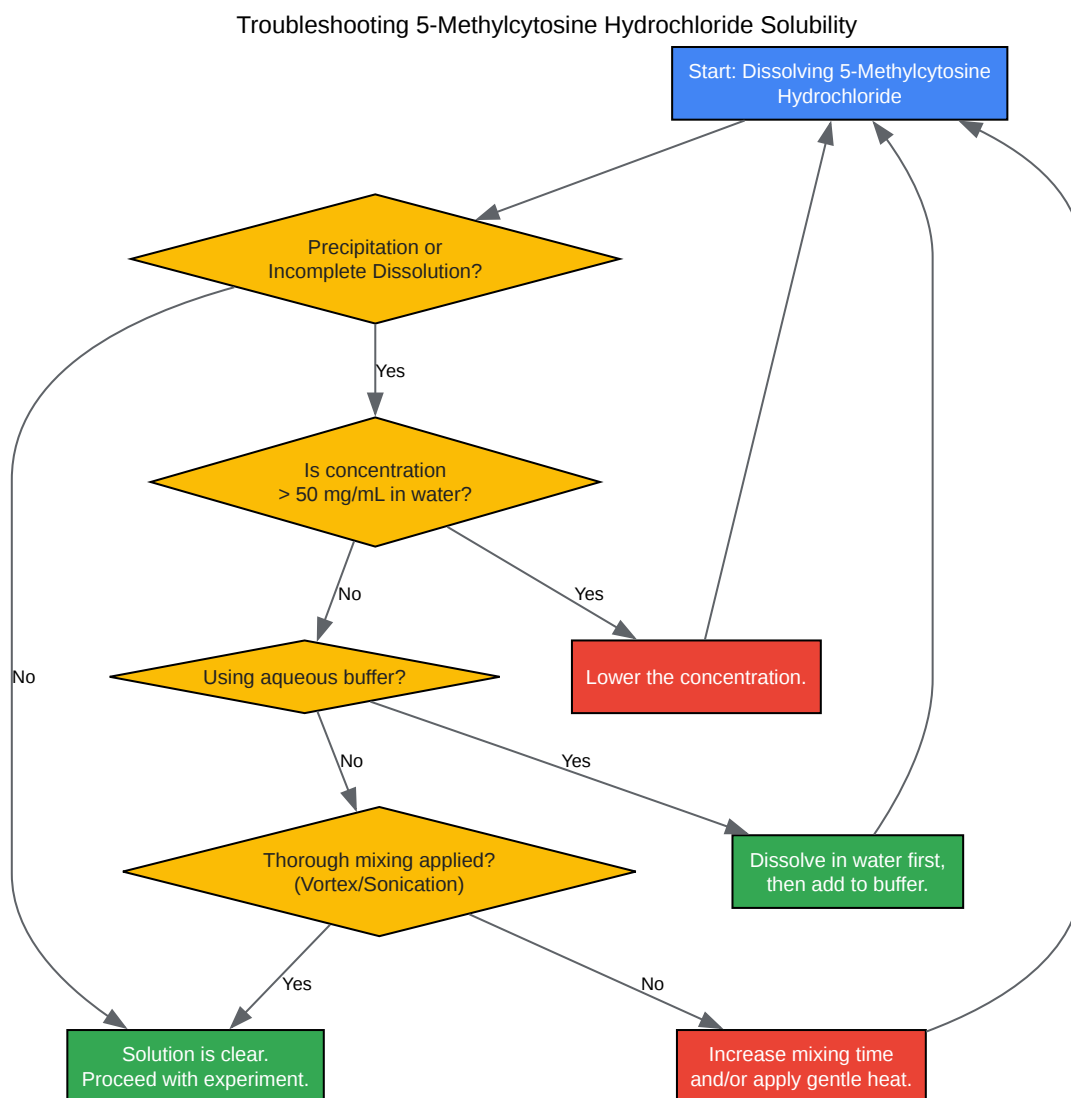 Troubleshooting 5-Methylcytosine Hydrochloride Solubility
Start: Dissolving 5-Methylcytosine
Hydrochloride
Precipitation or
Incomplete Dissolution?
Yes
Is concentration
> 50 mg/mL in water?
No
Yes
Using aqueous buffer?
Lower the concentration.
No
No
Yes
Thorough mixing applied?
(Vortex/Sonication)
Dissolve in water first,
then add to buffer.
Yes
No
Solution is clear.
Proceed with experiment.
Increase mixing time
and/or apply gentle heat.